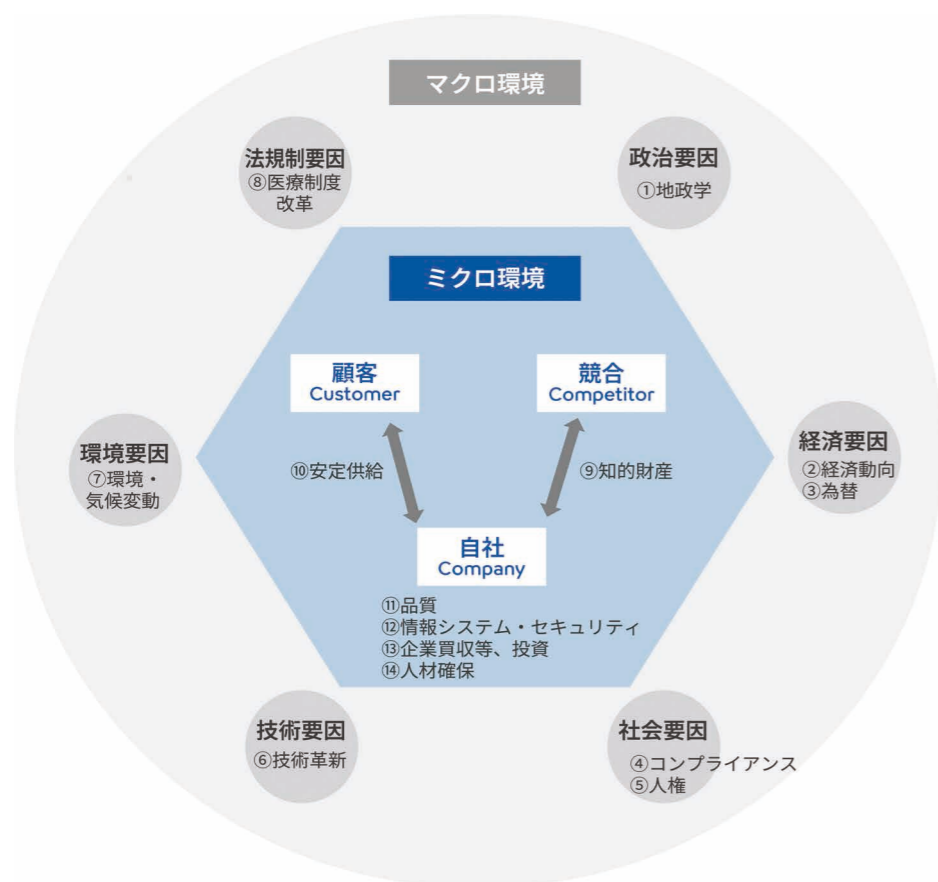 マクロ環境
法規制要因
⑧医療制度
改革
政治要因
①地政学
ミクロ環境
顧客
Customer
競合
Competitor
環境要因
⑦環境・
気候変動
⑩安定供給
⑨知的財産
経済要因
②経済動向
③為替
自社
Company
⑪品質
⑫情報システム・セキュリティ
⑬企業買収等、投資
⑭人材確保
技術要因
⑥技術革新
社会要因
④コンプライアンス
⑤人権